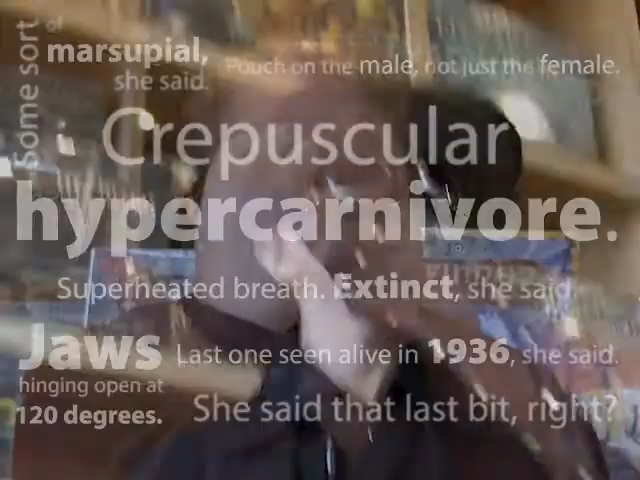 Some sort of
marsupial,
she said. Pouch on the male, not just the female.
Crepuscular
hypercarnivore.
Superheated breath. Extinct, she said.
Jaws Last one seen alive in 1936, she said.
hinging open at
120 degrees. She said that last bit, right?